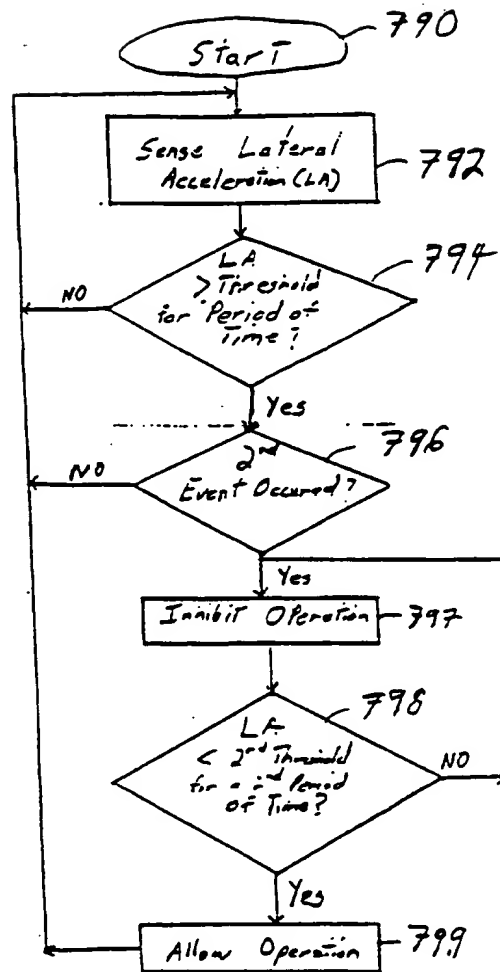 Start
790
Sense Lateral
Acceleration (LA)
792
LA
> Threshold
for Period of
Time?
794
NO
Yes
2nd
Event Occured?
796
NO
Yes
Inhibit Operation
797
LA
< 2nd Threshold
for a 2nd Period
of Time?
798
NO
Yes
Allow Operation
799